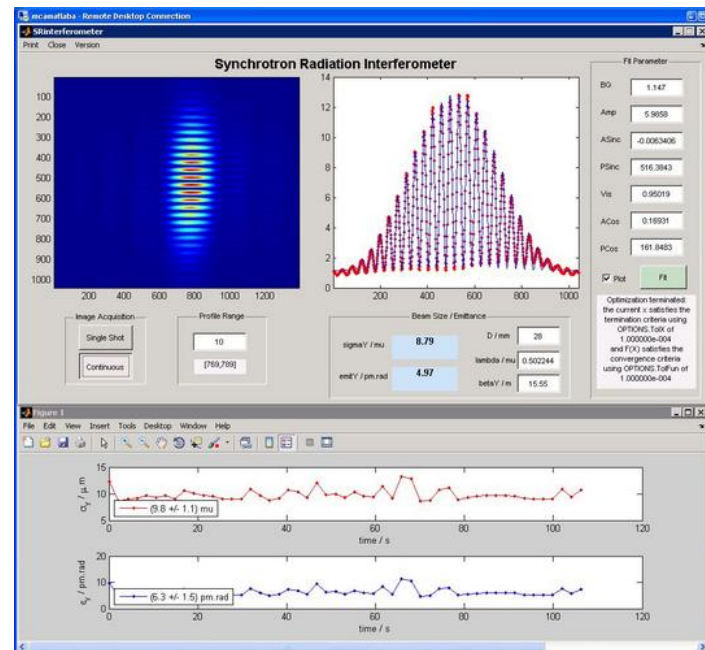 mcamatlaba - Remote Desktop Connection
SRinterferometer
Print Close Version
Synchrotron Radiation Interferometer
100
200
300
400
500
600
700
800
900
1000
200 400 600 800 1000 1200
14
12
10
8
6
4
2
0
0 200 400 600 800 1000
Fit Parameter
BG 1.147
Amp 5.9858
ASinc -0.0063406
PSinc 516.3843
Vis 0.95019
ACos 0.16931
PCos 161.8483
Plot Fit
Optimization terminated:
the current x satisfies the
termination criteria using
OPTIONS.TolX of
1.000000e-004
and F(X) satisfies the
convergence criteria
using OPTIONS.TolFun of
1.000000e-004
Image Acquisition
Single Shot
Continuous
Profile Range
10
[769,789]
Beam Size / Emittance
sigmaY / mu 8.79
emitY / pm.rad 4.97
D / mm 28
lambda / mu 0.502244
betaY / m 15.55
Figure 1
File Edit View Insert Tools Desktop Window Help
15
10
5
σy / μm
(9.8 +/- 1.1) mu
0 20 40 60 80 100 120
time / s
20
10
0
εy / pm.rad
(6.3 +/- 1.5) pm.rad
0 20 40 60 80 100 120
time / s